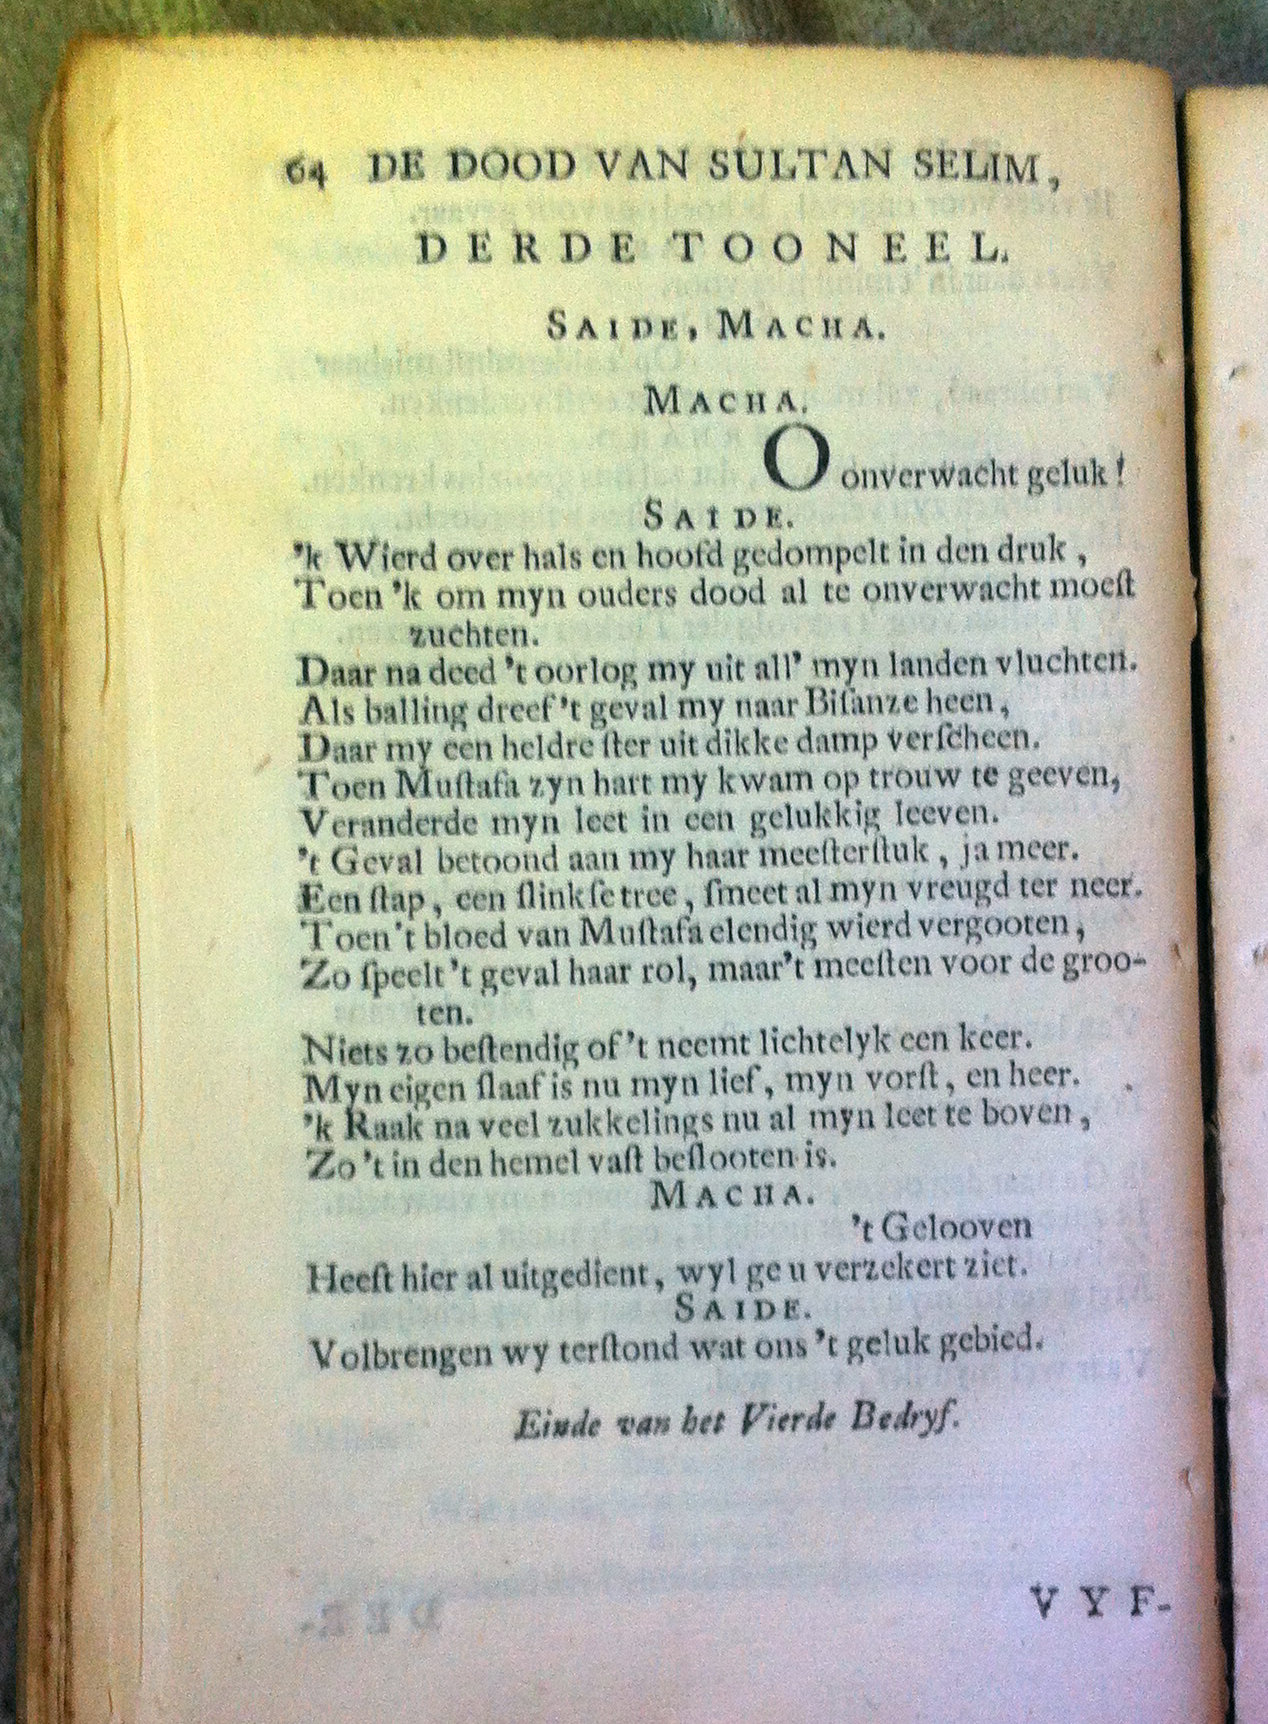 64 DE DOOD VAN SULTAN SELIM,
DERDE TOONEEL.
SAIDE, MACHA.
MACHA.
O onverwacht geluk!
SAIDE.
'k Wierd over hals en hoofd gedompelt in den druk,
Toen 'k om myn ouders dood al te onverwacht moeſt
zuchten.
Daar na deed 't oorlog my uit all' myn landen vluchten.
Als balling dreef 't geval my naar Biſanze heen,
Daar my een heldre ſter uit dikke damp verſcheen.
Toen Muſtafa zyn hart my kwam op trouw te geeven,
Veranderde myn leet in een gelukkig leeven.
't Geval betoond aan my haar meeſterſtuk, ja meer.
Een ſtap, een ſlinkſe tree, ſmeet al myn vreugd ter neer.
Toen 't bloed van Muſtafa elendig wierd vergooten,
Zo ſpeelt 't geval haar rol, maar 't meeſten voor de groo-
ten.
Niets zo beſtendig of 't neemt lichtelyk een keer.
Myn eigen ſlaaf is nu myn lief, myn vorſt, en heer.
'k Raak na veel zukkelings nu al myn leet te boven,
Zo 't in den hemel vaſt beſlooten is.
MACHA.
't Gelooven
Heeft hier al uitgedient, wyl ge u verzekert ziet.
SAIDE.
Volbrengen wy terſtond wat ons 't geluk gebied.
Einde van het Vierde Bedryf.
VYF-